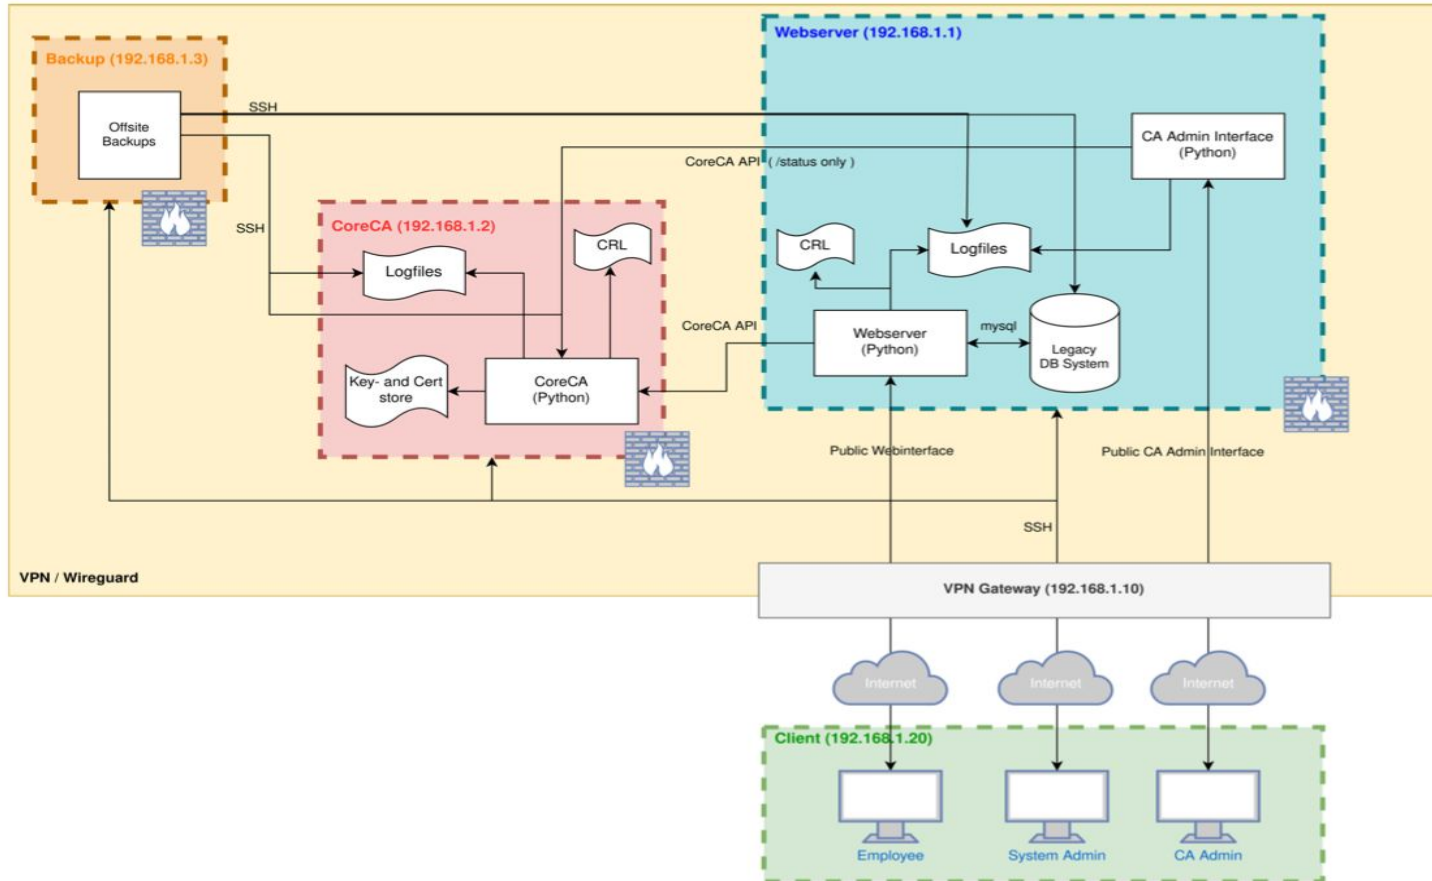 Webserver (192.168.1.1)
Backup (192.168.1.3)
Offsite
Backups
SSH
CA Admin Interface
(Python)
CoreCA API ( /status only )
SSH
CoreCA (192.168.1.2)
CRL
Logfiles
CRL
Logfiles
CoreCA API
Webserver
(Python)
mysql
Legacy
DB System
Key- and Cert
store
CoreCA
(Python)
Public Webinterface
Public CA Admin Interface
SSH
VPN / Wireguard
VPN Gateway (192.168.1.10)
Internet
Internet
Internet
Client (192.168.1.20)
Employee
System Admin
CA Admin